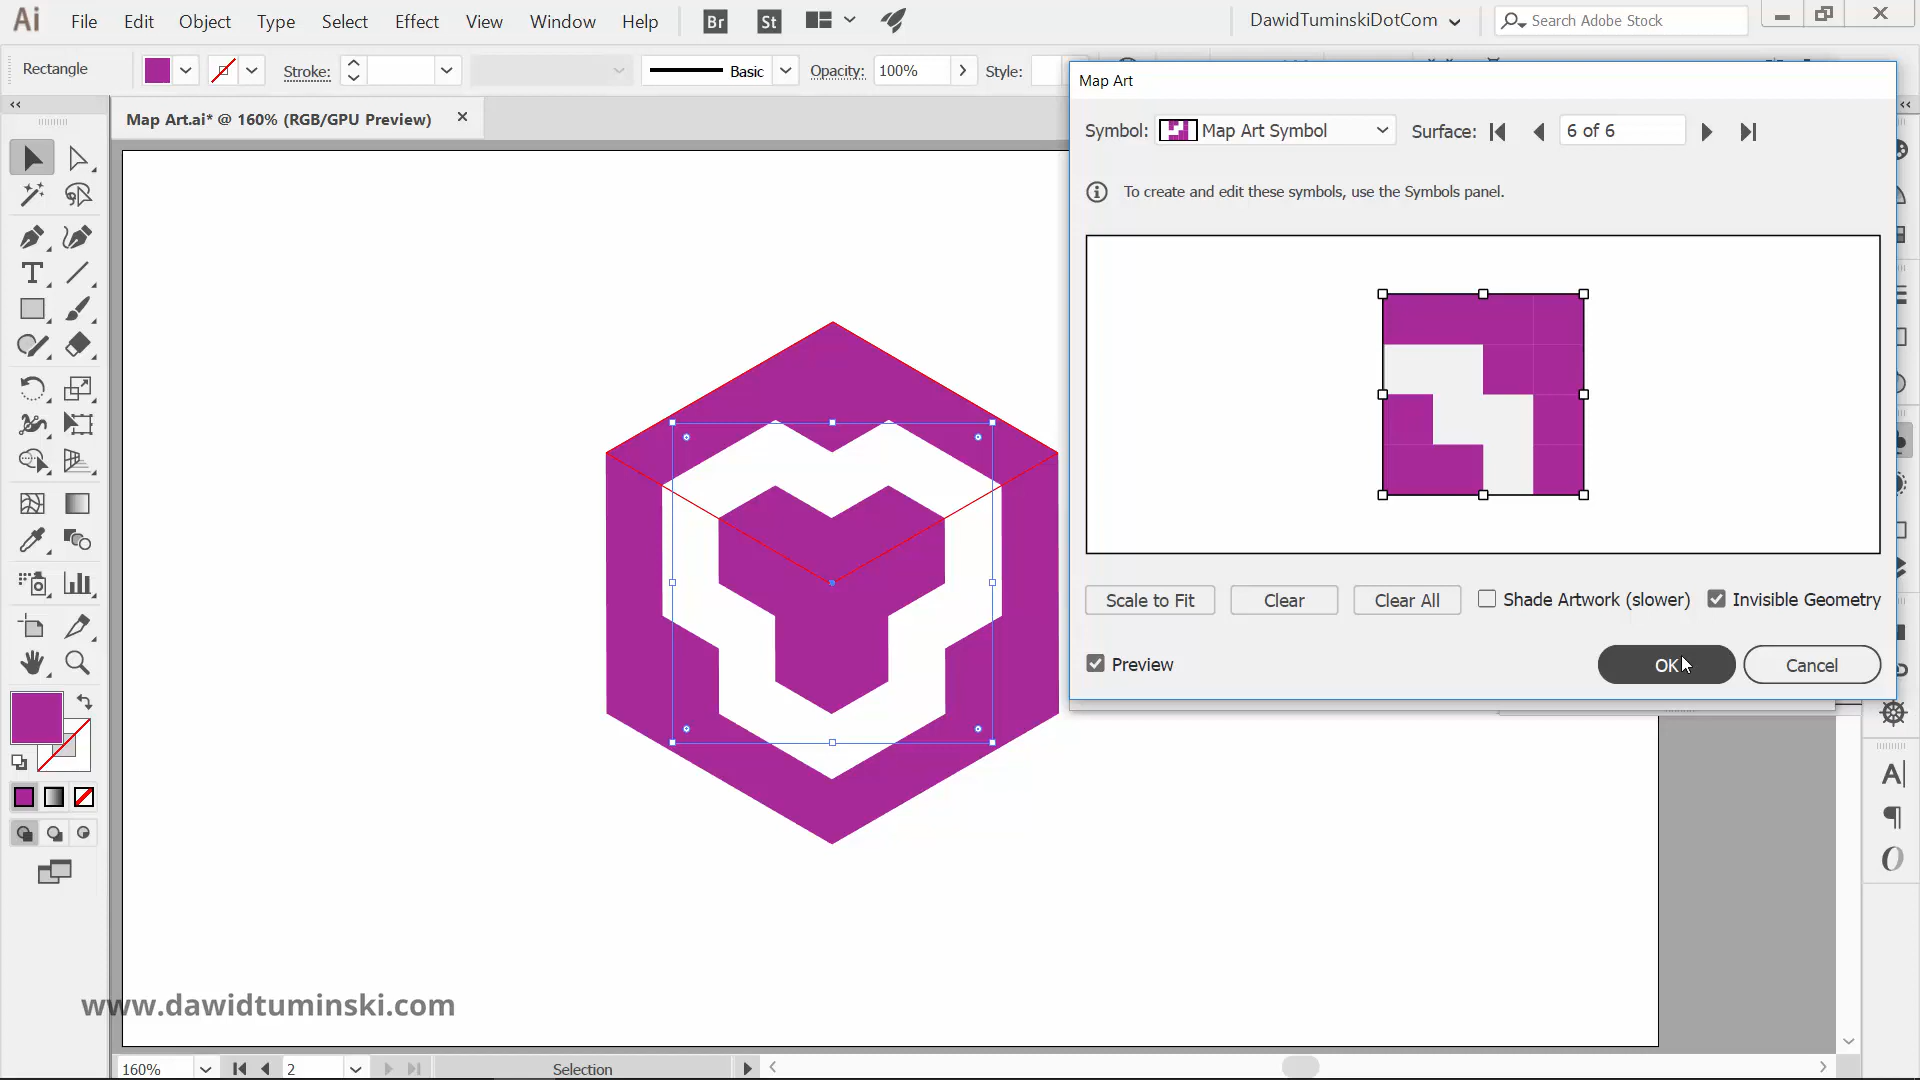 Ai File Edit Object Type Select Effect View Window Help Br St DawidTuminskiDotCom Search Adobe Stock
Rectangle Stroke: Basic Opacity: 100% Style:
Map Art.ai* @ 160% (RGB/GPU Preview)
Map Art
Symbol: Map Art Symbol Surface: 6 of 6
To create and edit these symbols, use the Symbols panel.
Scale to Fit Clear Clear All Shade Artwork (slower) Invisible Geometry
Preview OK Cancel
www.dawidtuminski.com
160% 2 Selection